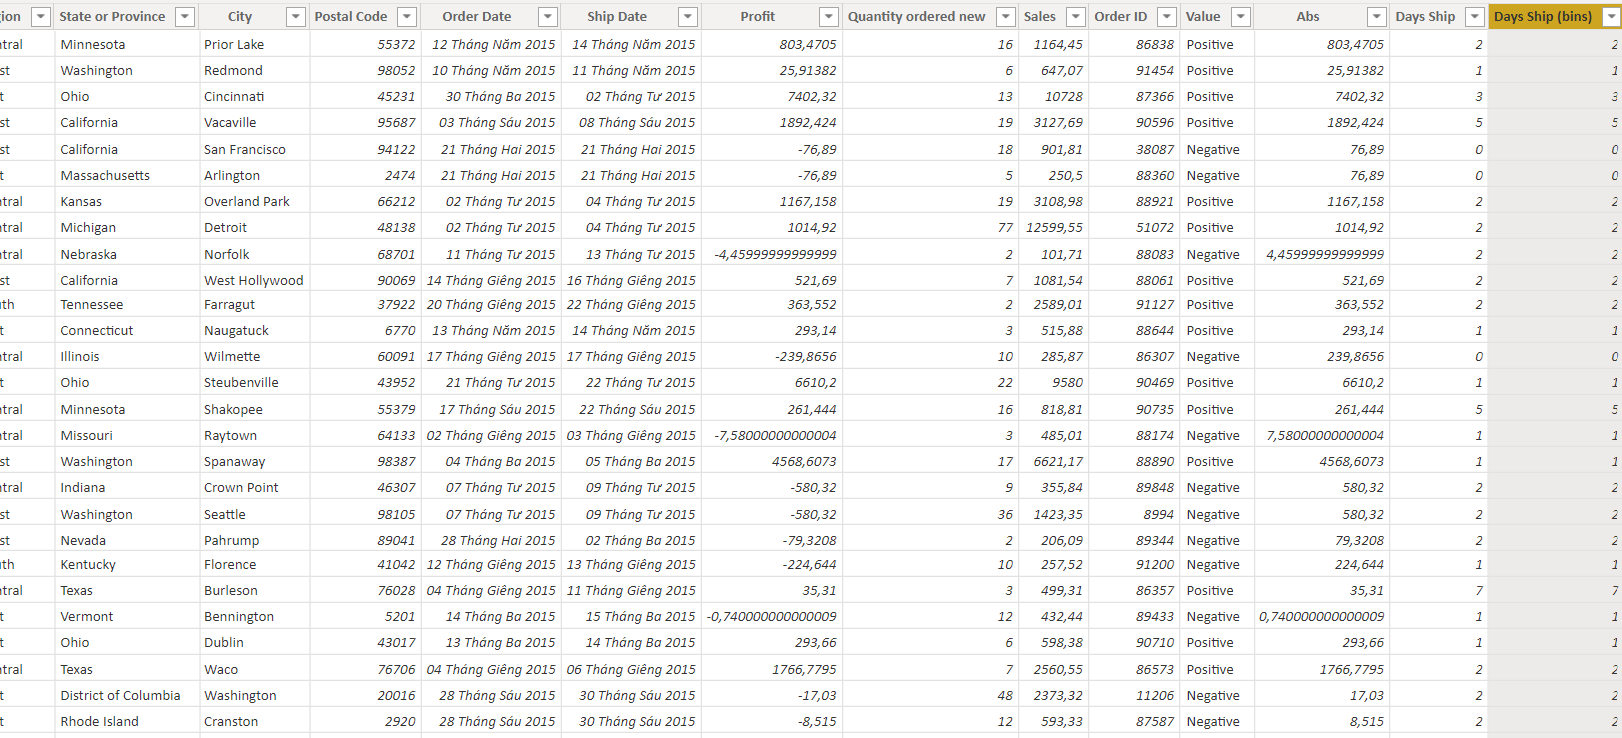 gion State or Province City Postal Code Order Date Ship Date Profit Quantity ordered new Sales Order ID Value Abs Days Ship Days Ship (bins)
ntral Minnesota Prior Lake 55372 12 Tháng Năm 2015 14 Tháng Năm 2015 803,4705 16 1164,45 86838 Positive 803,4705 2 2
st Washington Redmond 98052 10 Tháng Năm 2015 11 Tháng Năm 2015 25,91382 6 647,07 91454 Positive 25,91382 1 1
t Ohio Cincinnati 45231 30 Tháng Ba 2015 02 Tháng Tư 2015 7402,32 13 10728 87366 Positive 7402,32 3 3
st California Vacaville 95687 03 Tháng Sáu 2015 08 Tháng Sáu 2015 1892,424 19 3127,69 90596 Positive 1892,424 5 5
st California San Francisco 94122 21 Tháng Hai 2015 21 Tháng Hai 2015 -76,89 18 901,81 38087 Negative 76,89 0 0
t Massachusetts Arlington 2474 21 Tháng Hai 2015 21 Tháng Hai 2015 -76,89 5 250,5 88360 Negative 76,89 0 0
ntral Kansas Overland Park 66212 02 Tháng Tư 2015 04 Tháng Tư 2015 1167,158 19 3108,98 88921 Positive 1167,158 2 2
ntral Michigan Detroit 48138 02 Tháng Tư 2015 04 Tháng Tư 2015 1014,92 77 12599,55 51072 Positive 1014,92 2 2
ntral Nebraska Norfolk 68701 11 Tháng Tư 2015 13 Tháng Tư 2015 -4,45999999999999 2 101,71 88083 Negative 4,45999999999999 2 2
st California West Hollywood 90069 14 Tháng Giêng 2015 16 Tháng Giêng 2015 521,69 7 1081,54 88061 Positive 521,69 2 2
uth Tennessee Farragut 37922 20 Tháng Giêng 2015 22 Tháng Giêng 2015 363,552 2 2589,01 91127 Positive 363,552 2 2
t Connecticut Naugatuck 6770 13 Tháng Năm 2015 14 Tháng Năm 2015 293,14 3 515,88 88644 Positive 293,14 1 1
ntral Illinois Wilmette 60091 17 Tháng Giêng 2015 17 Tháng Giêng 2015 -239,8656 10 285,87 86307 Negative 239,8656 0 0
t Ohio Steubenville 43952 21 Tháng Tư 2015 22 Tháng Tư 2015 6610,2 22 9580 90469 Positive 6610,2 1 1
ntral Minnesota Shakopee 55379 17 Tháng Sáu 2015 22 Tháng Sáu 2015 261,444 16 818,81 90735 Positive 261,444 5 5
ntral Missouri Raytown 64133 02 Tháng Giêng 2015 03 Tháng Giêng 2015 -7,58000000000004 3 485,01 88174 Negative 7,58000000000004 1 1
st Washington Spanaway 98387 04 Tháng Ba 2015 05 Tháng Ba 2015 4568,6073 17 6621,17 88890 Positive 4568,6073 1 1
ntral Indiana Crown Point 46307 07 Tháng Tư 2015 09 Tháng Tư 2015 -580,32 9 355,84 89848 Negative 580,32 2 2
st Washington Seattle 98105 07 Tháng Tư 2015 09 Tháng Tư 2015 -580,32 36 1423,35 8994 Negative 580,32 2 2
st Nevada Pahrump 89041 28 Tháng Hai 2015 02 Tháng Ba 2015 -79,3208 2 206,09 89344 Negative 79,3208 2 2
uth Kentucky Florence 41042 12 Tháng Giêng 2015 13 Tháng Giêng 2015 -224,644 10 257,52 91200 Negative 224,644 1 1
ntral Texas Burleson 76028 04 Tháng Giêng 2015 11 Tháng Giêng 2015 35,31 3 499,31 86357 Positive 35,31 7 7
t Vermont Bennington 5201 14 Tháng Ba 2015 15 Tháng Ba 2015 -0,740000000000009 12 432,44 89433 Negative 0,740000000000009 1 1
t Ohio Dublin 43017 13 Tháng Ba 2015 14 Tháng Ba 2015 293,66 6 598,38 90710 Positive 293,66 1 1
ntral Texas Waco 76706 04 Tháng Giêng 2015 06 Tháng Giêng 2015 1766,7795 7 2560,55 86573 Positive 1766,7795 2 2
t District of Columbia Washington 20016 28 Tháng Sáu 2015 30 Tháng Sáu 2015 -17,03 48 2373,32 11206 Negative 17,03 2 2
t Rhode Island Cranston 2920 28 Tháng Sáu 2015 30 Tháng Sáu 2015 -8,515 12 593,33 87587 Negative 8,515 2 2